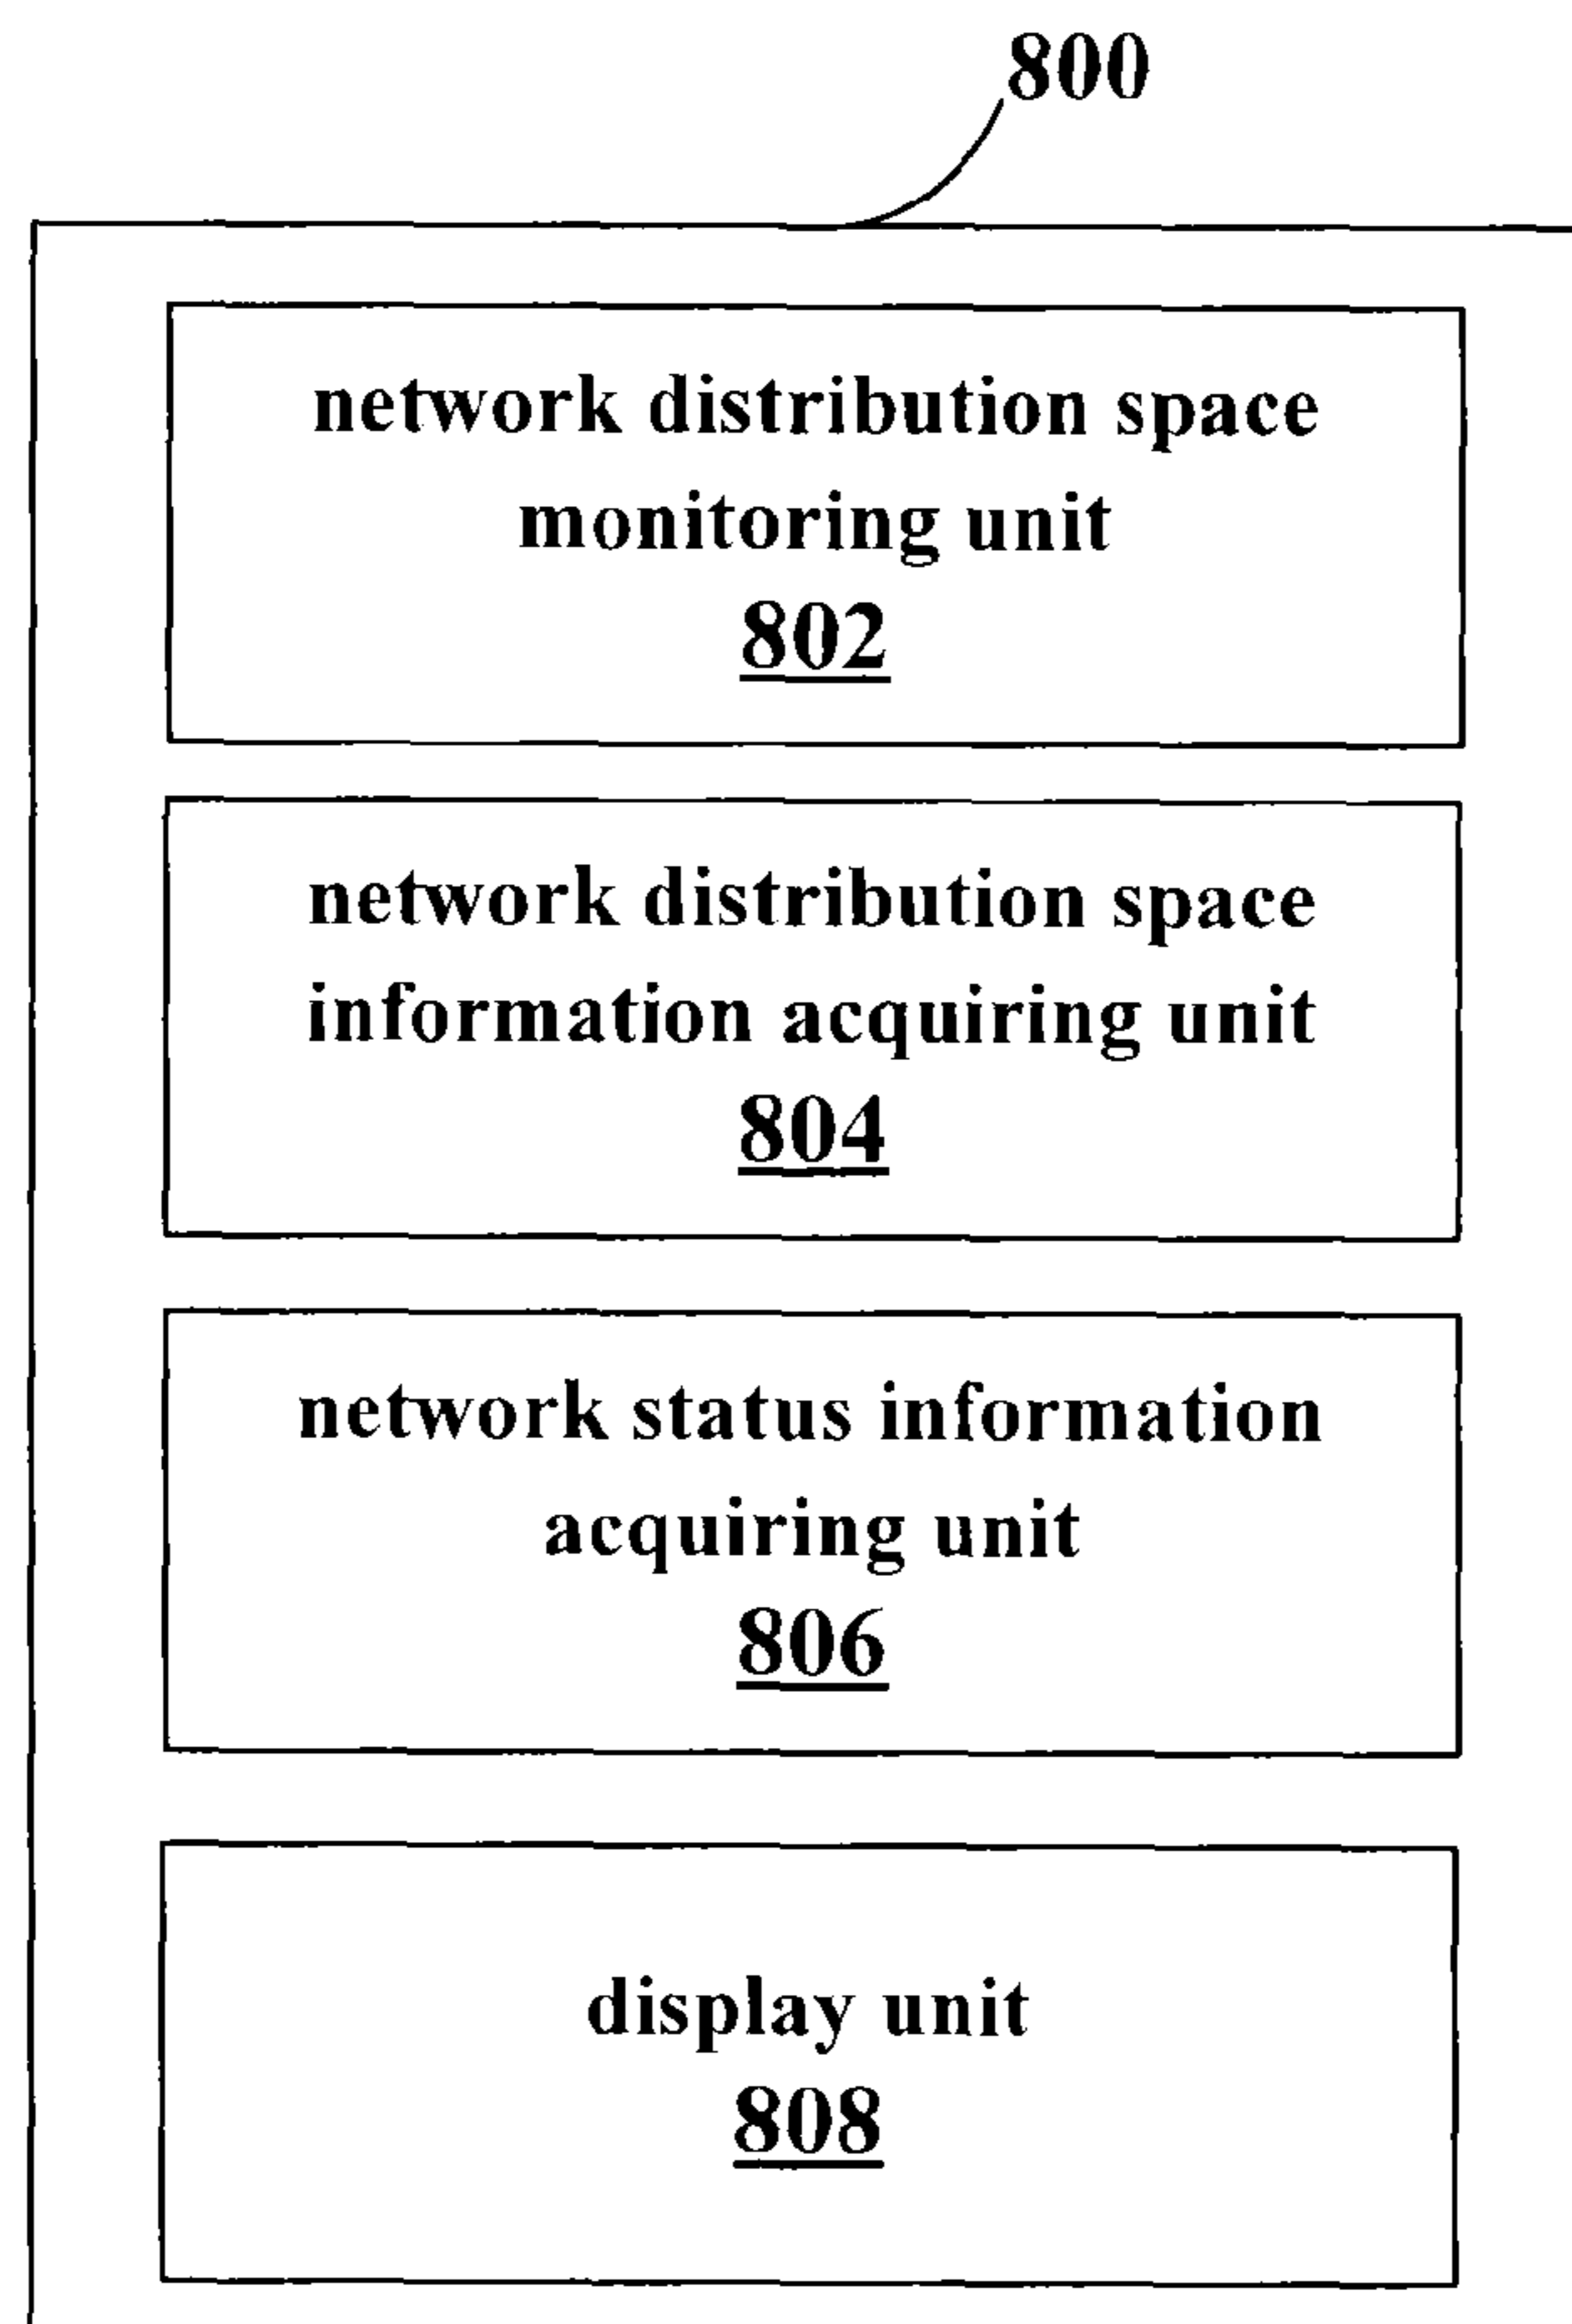 800
network distribution space
monitoring unit
802
network distribution space
information acquiring unit
804
network status information
acquiring unit
806
display unit
808